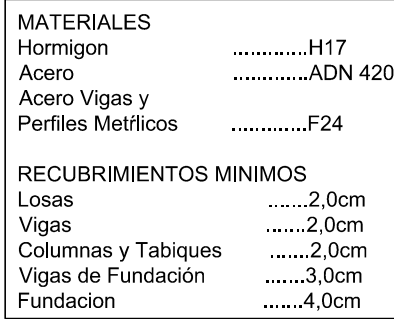 MATERIALES
Hormigon .............H17
Acero .............ADN 420
Acero Vigas y
Perfiles Metŕlicos .............F24
RECUBRIMIENTOS MINIMOS
Losas .......2,0cm
Vigas .......2,0cm
Columnas y Tabiques .......2,0cm
Vigas de Fundación .......3,0cm
Fundacion .......4,0cm